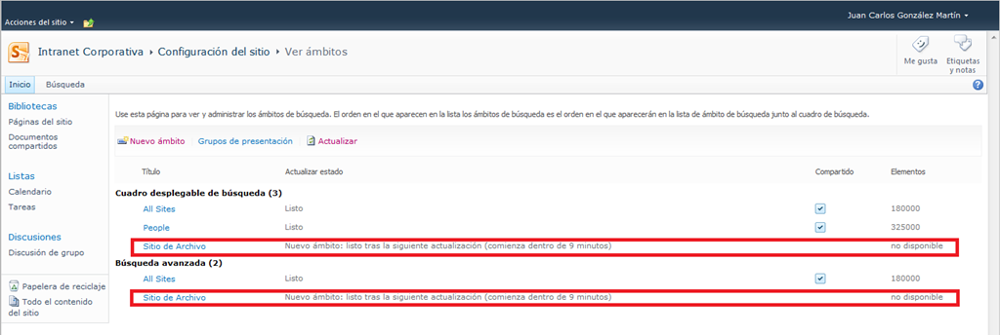 Juan Carlos González Martín
Acciones del sitio
Intranet Corporativa Configuración del sitio Ver ámbitos
Me gusta
Etiquetas y notas
Inicio Búsqueda
Bibliotecas
Páginas del sitio
Documentos
compartidos
Listas
Calendario
Tareas
Discusiones
Discusión de grupo
Papelera de reciclaje
Todo el contenido
del sitio
Use esta página para ver y administrar los ámbitos de búsqueda. El orden en el que aparecen en la lista los ámbitos de búsqueda es el orden en el que aparecerán en la lista de ámbito de búsqueda junto al cuadro de búsqueda.
Nuevo ámbito Grupos de presentación Actualizar
Título Actualizar estado Compartido Elementos
Cuadro desplegable de búsqueda (3)
All Sites Listo 180000
People Listo 325000
Sitio de Archivo Nuevo ámbito: listo tras la siguiente actualización (comienza dentro de 9 minutos) no disponible
Búsqueda avanzada (2)
All Sites Listo 180000
Sitio de Archivo Nuevo ámbito: listo tras la siguiente actualización (comienza dentro de 9 minutos) no disponible